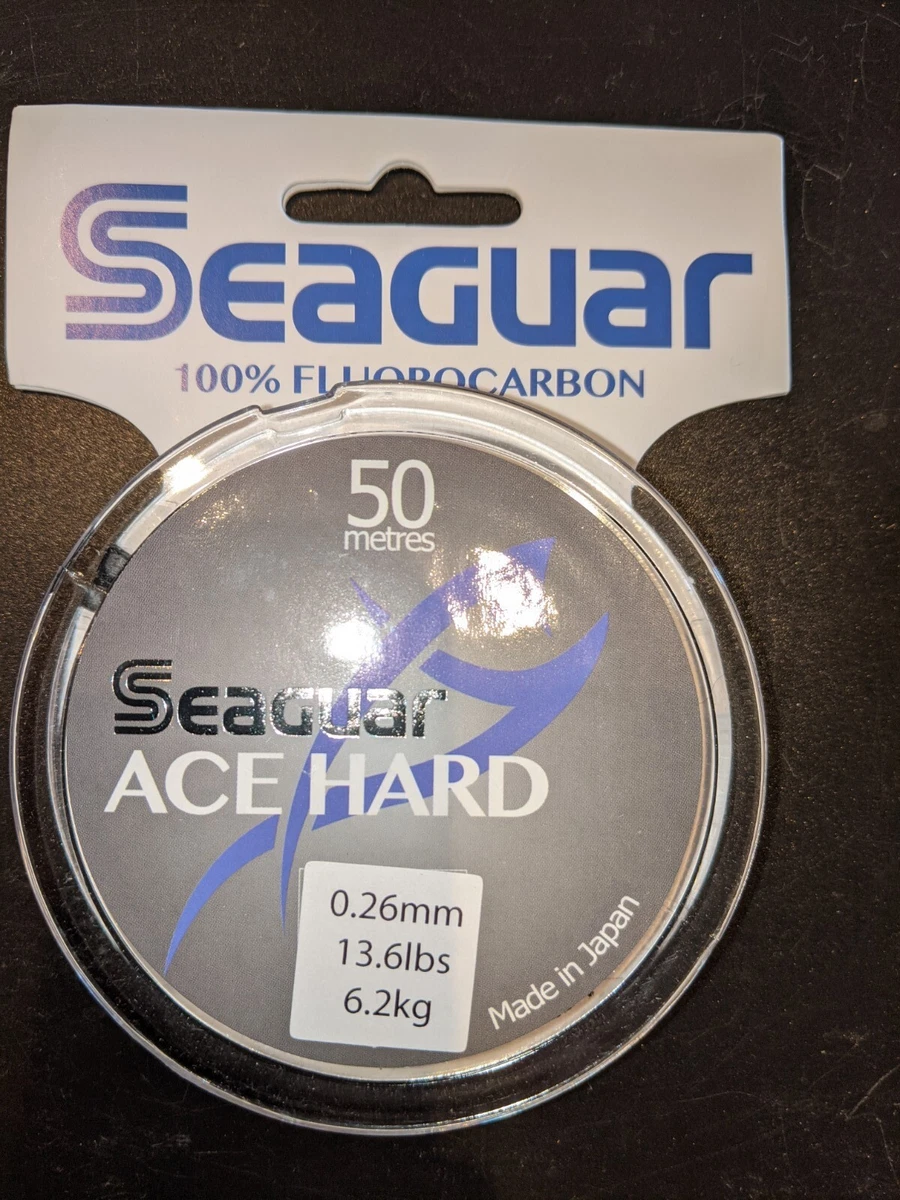 Seaguar
100% FLUOROCARBON
50
metres
Seaguar
ACE HARD
0.26mm
13.6lbs
6.2kg
Made in Japan